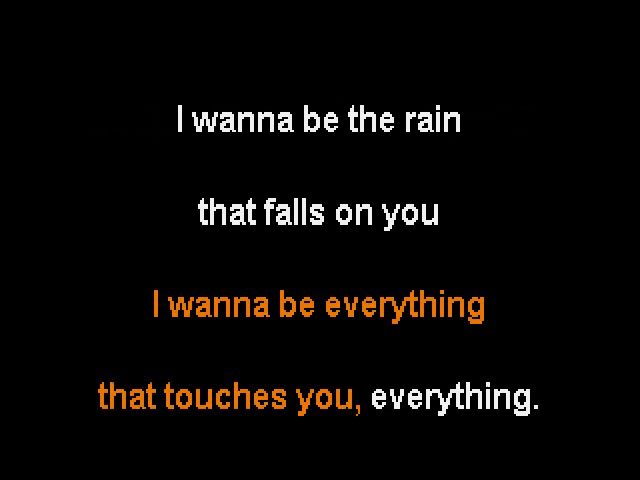 I wanna be the rain
that falls on you
I wanna be everything
that touches you, everything.